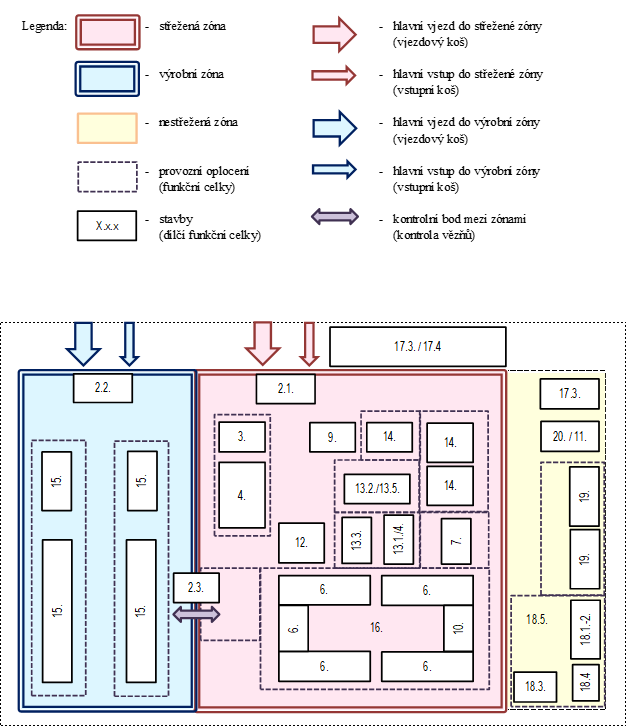 Legenda:
- střežená zóna
- hlavní vjezd do střežené zóny
(vjezdový koš)
- výrobní zóna
- hlavní vstup do střežené zóny
(vstupní koš)
- nestřežená zóna
- hlavní vjezd do výrobní zóny
(vjezdový koš)
- provozní oplocení
(funkční celky)
- hlavní vstup do výrobní zóny
(vstupní koš)
X.x.x
- stavby
(dílčí funkční celky)
- kontrolní bod mezi zónami
(kontrola vězňů)
17.3. / 17.4
2.2.
2.1.
17.3.
3.
9.
14.
14.
20. / 11.
15.
15.
4.
13.2./13.5.
14.
19.
12.
13.3.
13.1./4.
7.
19.
15.
15.
2.3.
6.
6.
6.
16.
10.
18.5.
18.1.-2.
6.
6.
18.3.
18.4